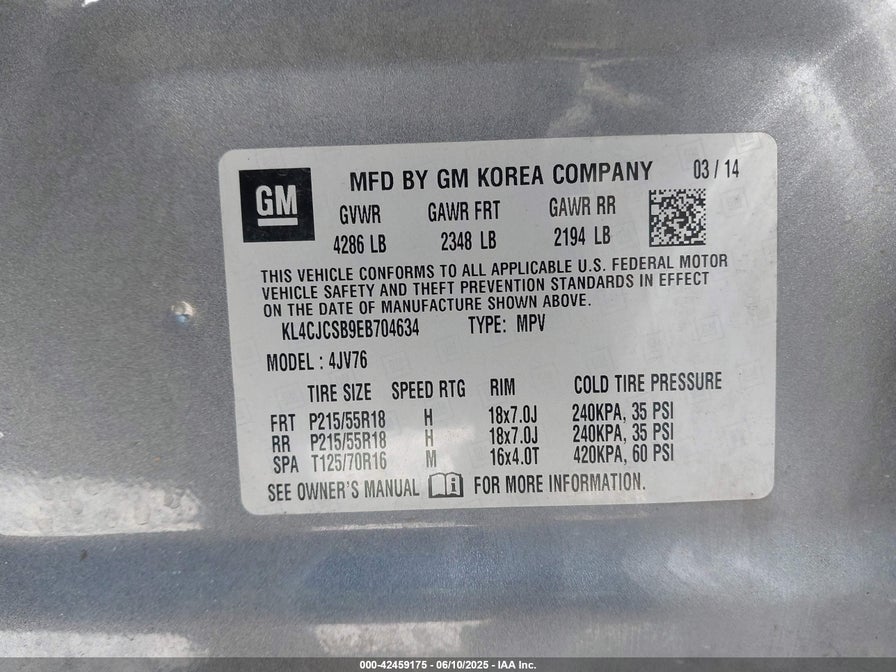 GM
MFD BY GM KOREA COMPANY 03 / 14
GVWR GAWR FRT GAWR RR
4286 LB 2348 LB 2194 LB
THIS VEHICLE CONFORMS TO ALL APPLICABLE U.S. FEDERAL MOTOR
VEHICLE SAFETY AND THEFT PREVENTION STANDARDS IN EFFECT
ON THE DATE OF MANUFACTURE SHOWN ABOVE.
KL4CJCSB9EB704634 TYPE: MPV
MODEL : 4JV76
TIRE SIZE SPEED RTG RIM COLD TIRE PRESSURE
FRT P215/55R18 H 18x7.0J 240KPA, 35 PSI
RR P215/55R18 H 18x7.0J 240KPA, 35 PSI
SPA T125/70R16 M 16x4.0T 420KPA, 60 PSI
SEE OWNER'S MANUAL i FOR MORE INFORMATION.
000-42459175 - 06/10/2025 - IAA Inc.